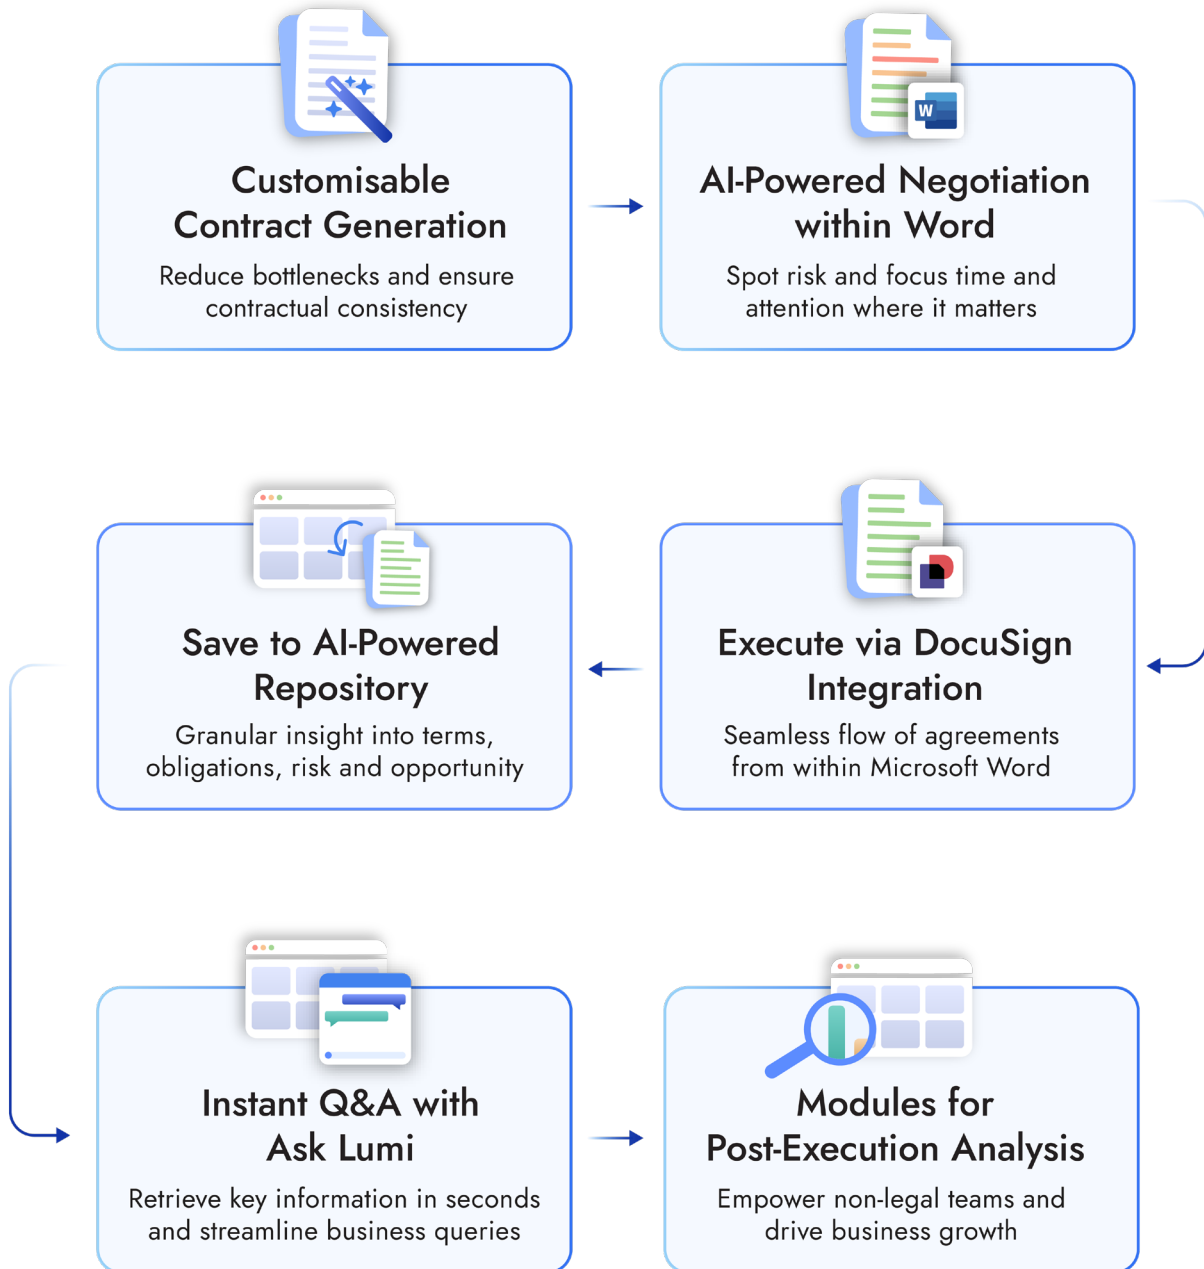 Customisable
Contract Generation
Reduce bottlenecks and ensure
contractual consistency
W
AI-Powered Negotiation
within Word
Spot risk and focus time and
attention where it matters
Execute via DocuSign
Integration
Seamless flow of agreements
from within Microsoft Word
Save to AI-Powered
Repository
Granular insight into terms,
obligations, risk and opportunity
Instant Q&A with
Ask Lumi
Retrieve key information in seconds
and streamline business queries
Modules for
Post-Execution Analysis
Empower non-legal teams and
drive business growth